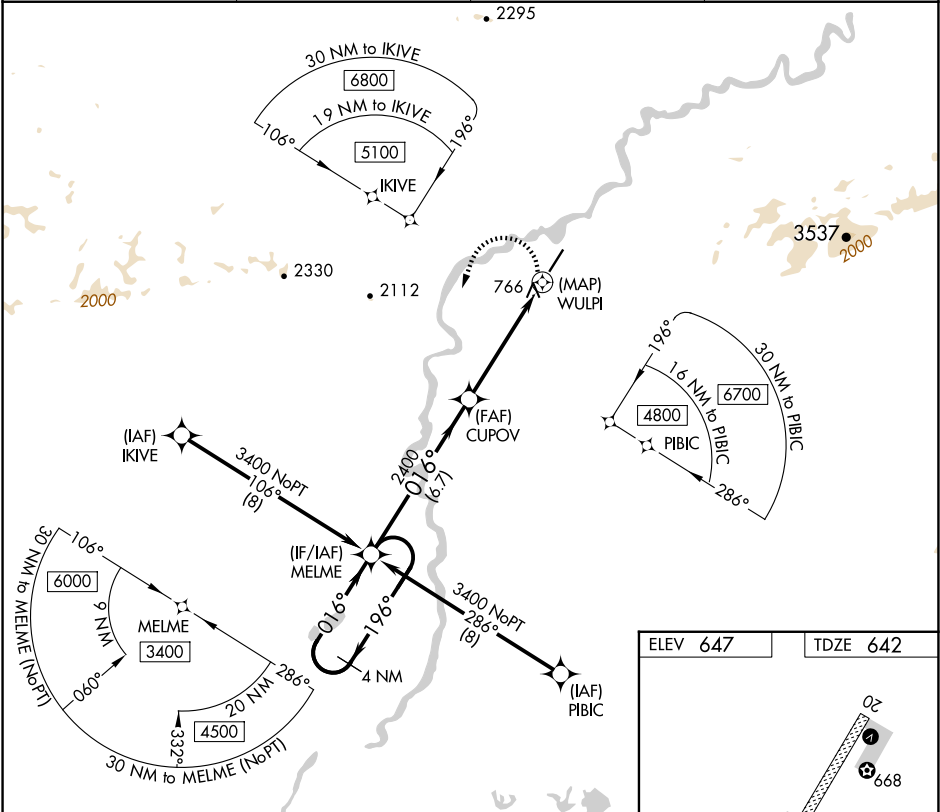 2295
30 NM to IKIVE
6800
19 NM to IKIVE
106°
196°
5100
IKIVE
3537
2000
2330
2000
2112
766
(MAP)
WULPI
196°
30 NM to PIBIC
16 NM to PIBIC
6700
4800
PIBIC
286°
(FAF)
CUPOV
(IAF)
IKIVE
3400 NoPT
106°
(8)
2400
016°
(6.7)
(IF/IAF)
MELME
30 NM to MELME (NoPT)
106°
6000
9 NM
MELME
3400
060°
286°
20 NM
4500
332°
30 NM to MELME (NoPT)
016°
196°
4 NM
3400 NoPT
286°
(8)
(IAF)
PIBIC
ELEV 647
TDZE 642
20
V
668